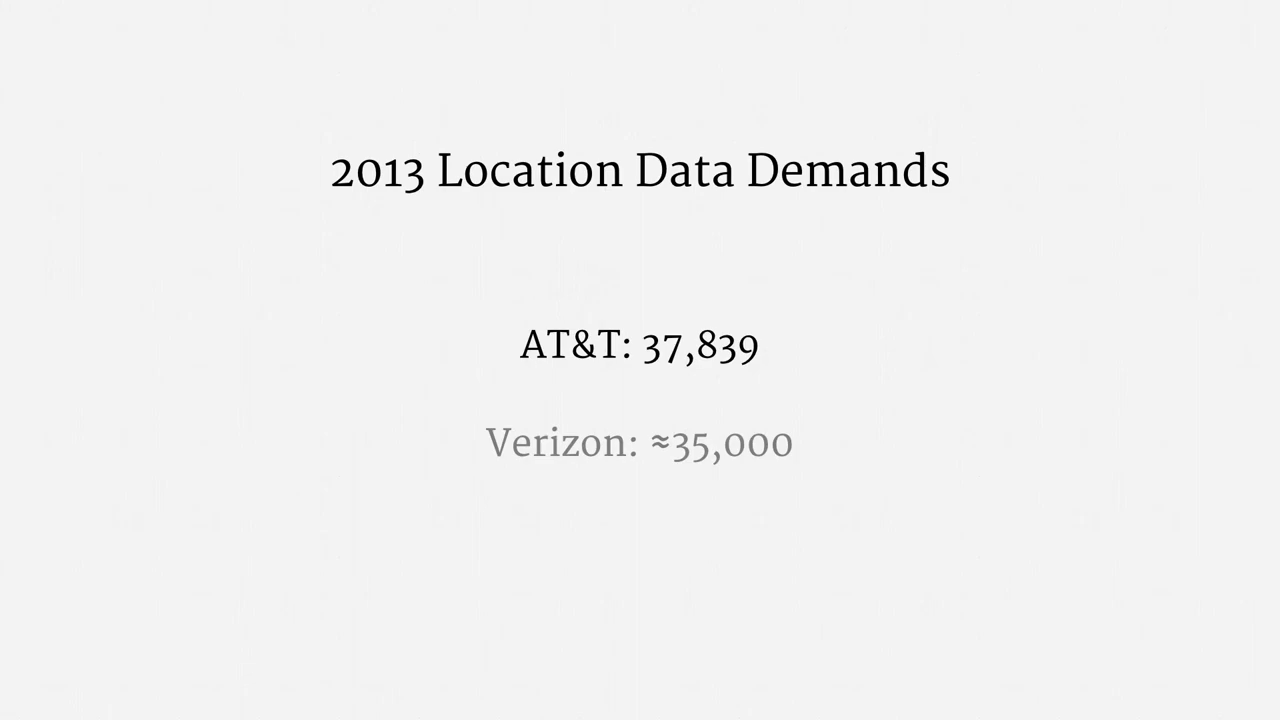 2013 Location Data Demands
AT&T: 37,839
Verizon: ≈35,000